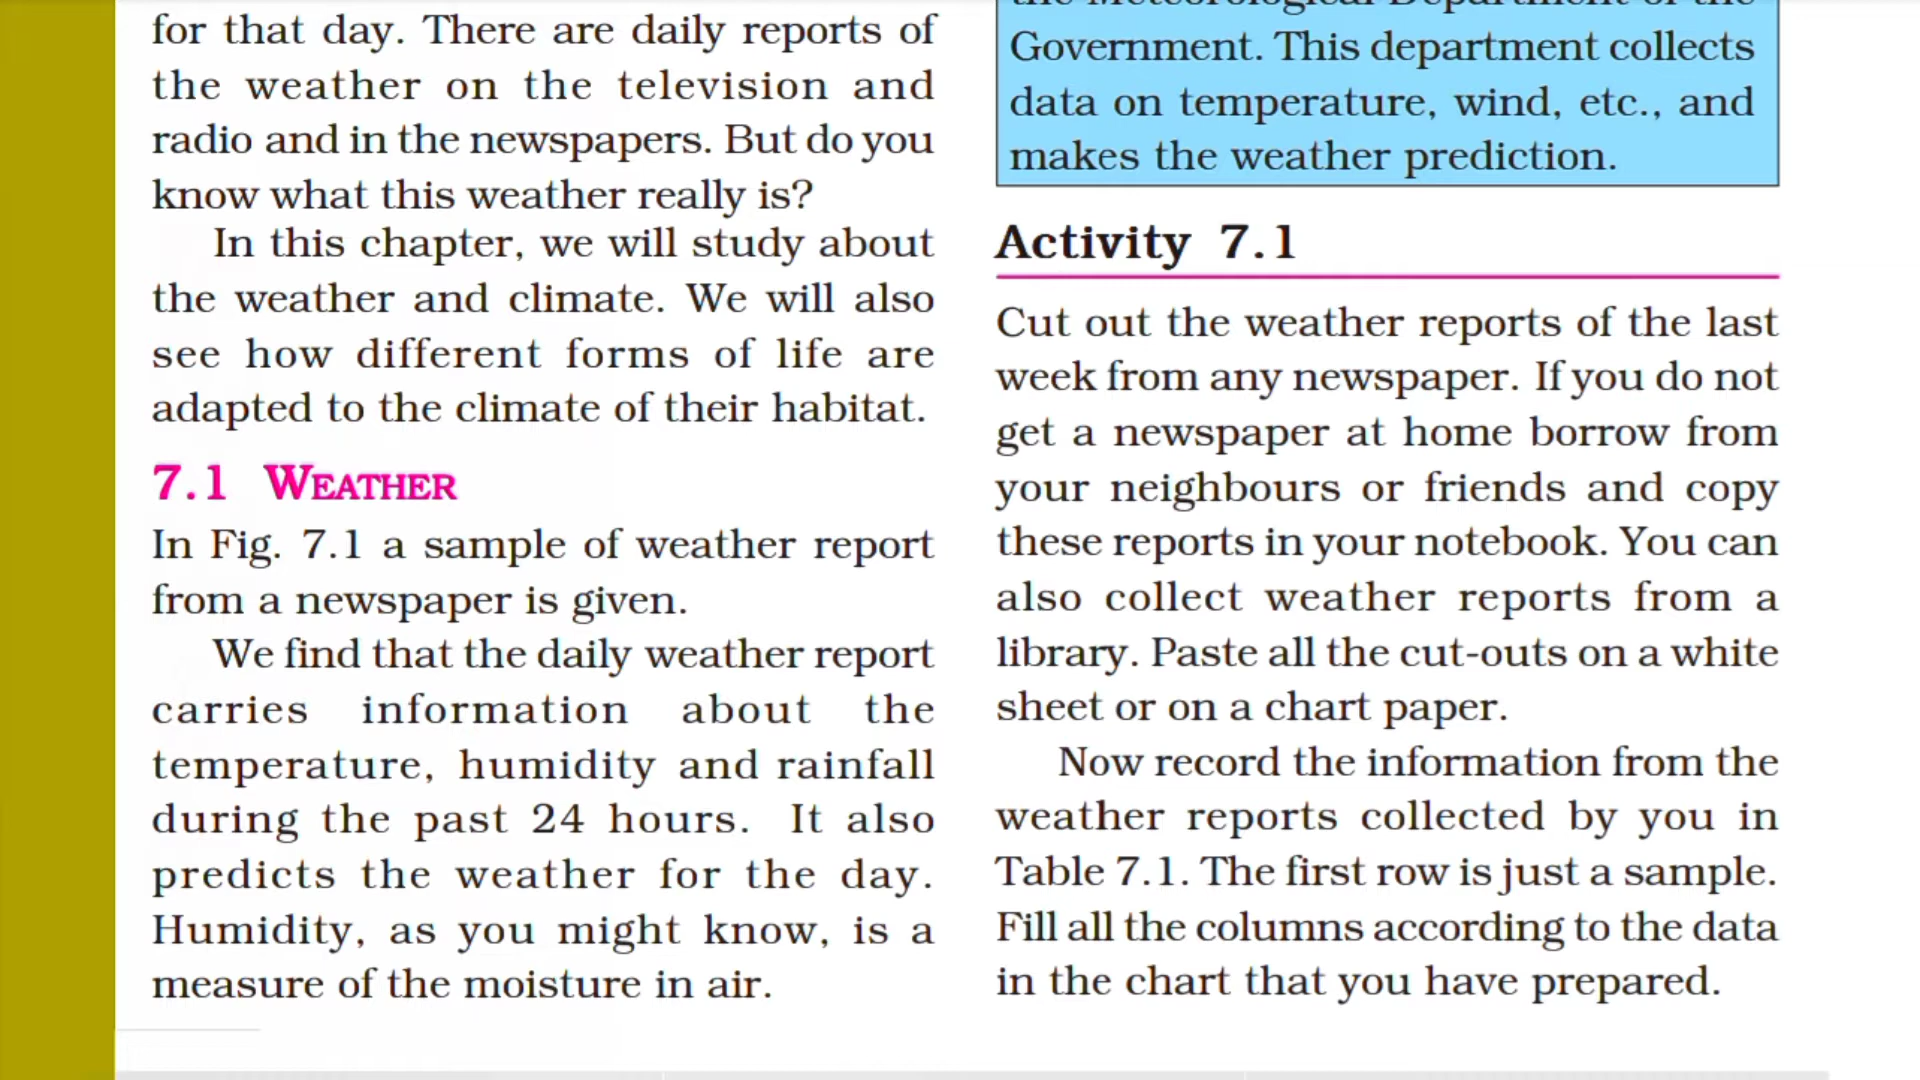 for that day. There are daily reports of
the weather on the television and
radio and in the newspapers. But do you
know what this weather really is?
In this chapter, we will study about
the weather and climate. We will also
see how different forms of life are
adapted to the climate of their habitat.
7.1 WEATHER
In Fig. 7.1 a sample of weather report
from a newspaper is given.
We find that the daily weather report
carries information about the
temperature, humidity and rainfall
during the past 24 hours. It also
predicts the weather for the day.
Humidity, as you might know, is a
measure of the moisture in air.
the Meteorological Department of the
Government. This department collects
data on temperature, wind, etc., and
makes the weather prediction.
Activity 7.1
Cut out the weather reports of the last
week from any newspaper. If you do not
get a newspaper at home borrow from
your neighbours or friends and copy
these reports in your notebook. You can
also collect weather reports from a
library. Paste all the cut-outs on a white
sheet or on a chart paper.
Now record the information from the
weather reports collected by you in
Table 7.1. The first row is just a sample.
Fill all the columns according to the data
in the chart that you have prepared.